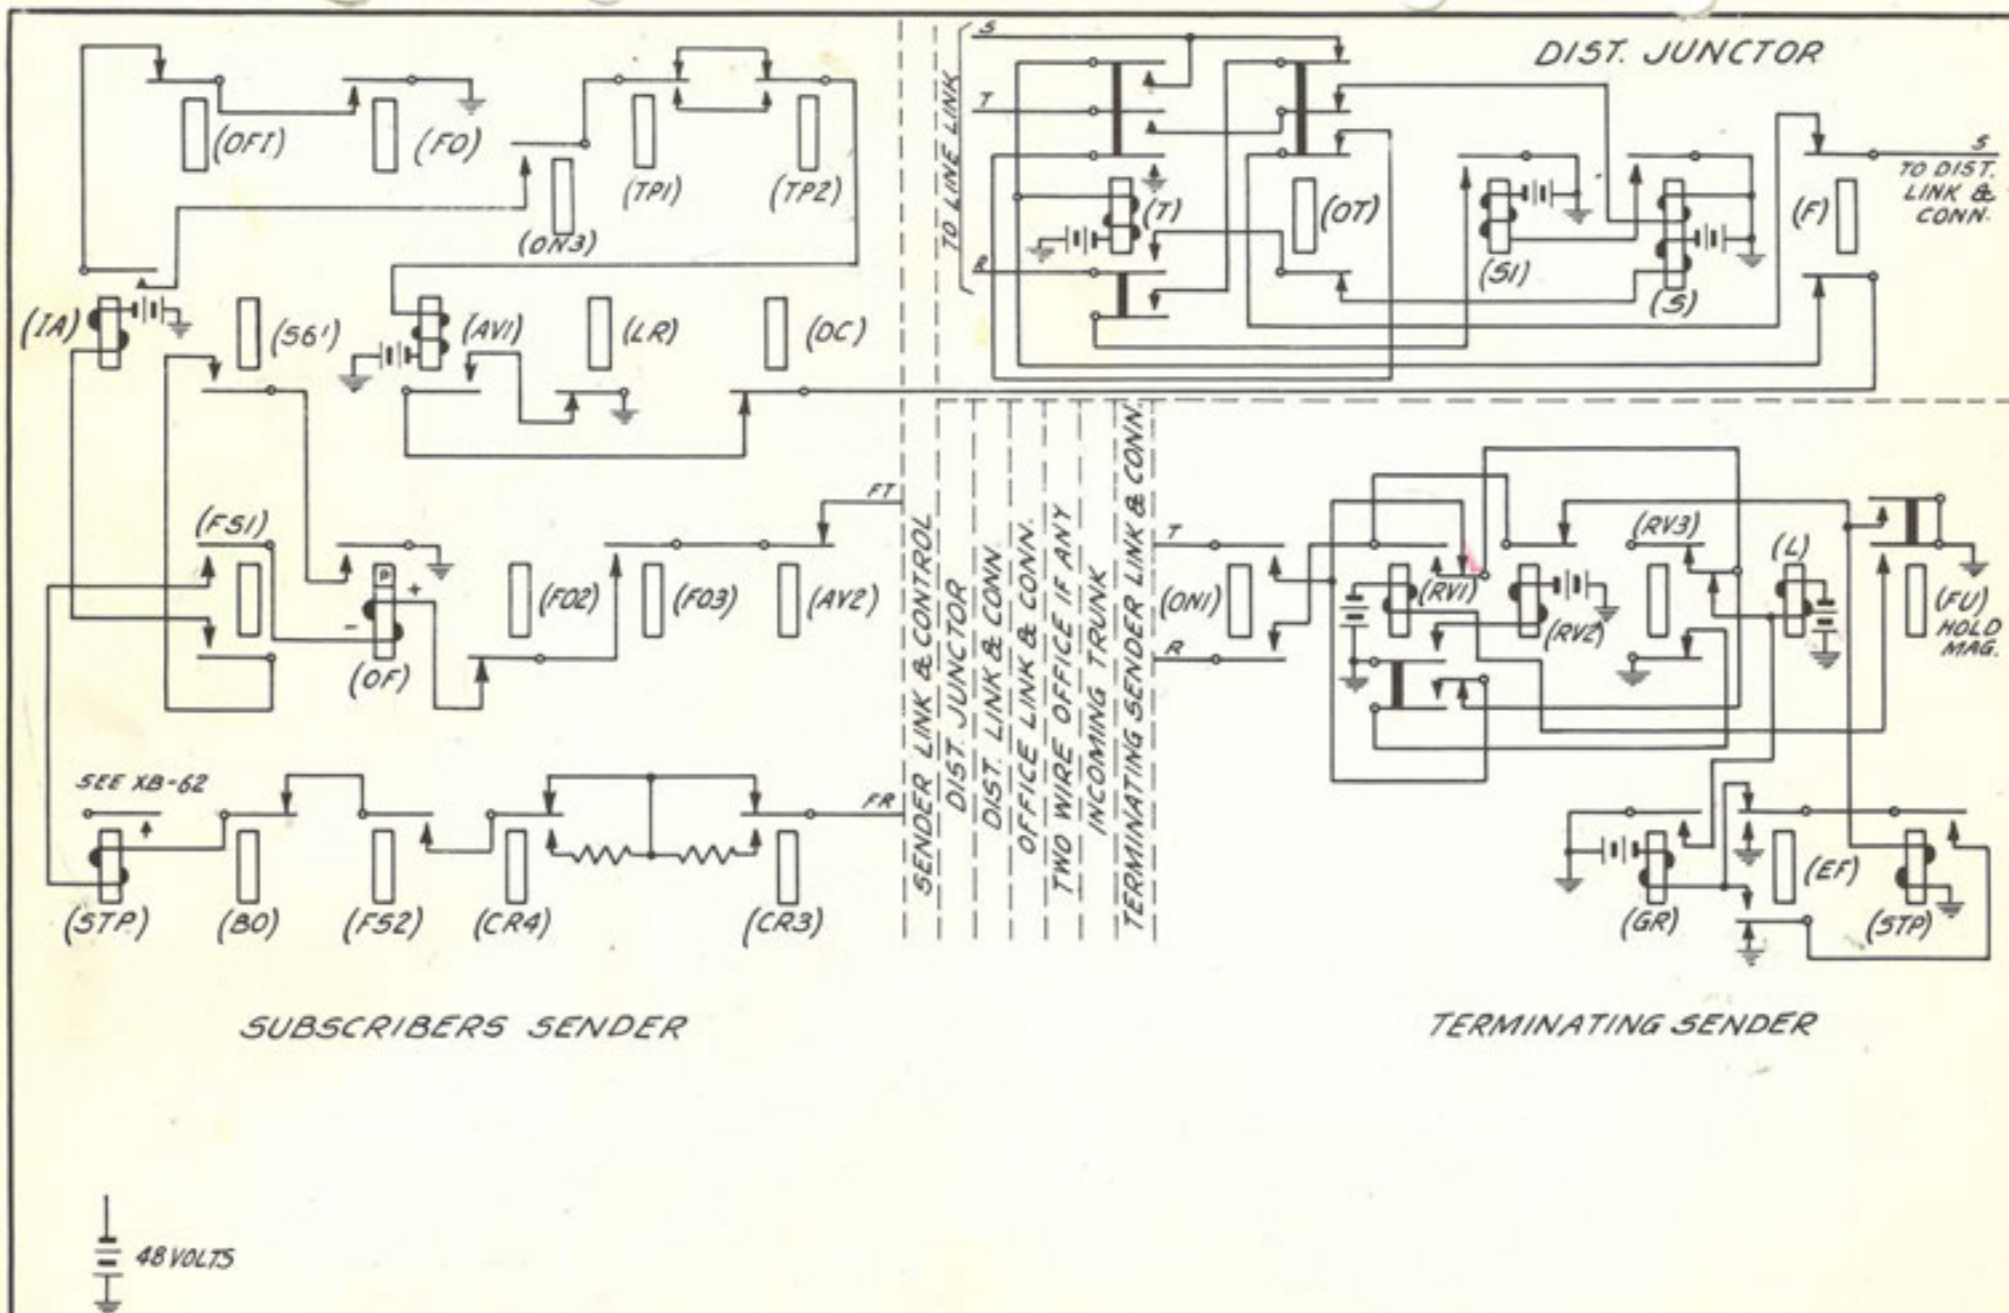 DIST. JUNCTOR
S
T
R
TO LINE LINK
(OF1)
(FO)
(ON3)
(TP1)
(TP2)
(T)
(OT)
(S1)
(S)
(F)
S
TO DIST.
LINK &
CONN.
(IA)
(S6')
(AV1)
(LR)
(DC)
(FS1)
P
+
-
(OF)
(FO2)
(FO3)
(AV2)
FT
SEE XB-62
(STP)
(BO)
(FS2)
(CR4)
(CR3)
FR
SENDER LINK & CONTROL
DIST. JUNCTOR
DIST. LINK & CONN.
OFFICE LINK & CONN.
TWO WIRE OFFICE IF ANY
INCOMING TRUNK
TERMINATING SENDER LINK & CONN.
T
R
(ON1)
(RV1)
(RV2)
(RV3)
(L)
(FU)
HOLD
MAG.
(GR)
(EF)
(STP)
SUBSCRIBERS SENDER
TERMINATING SENDER
48 VOLTS